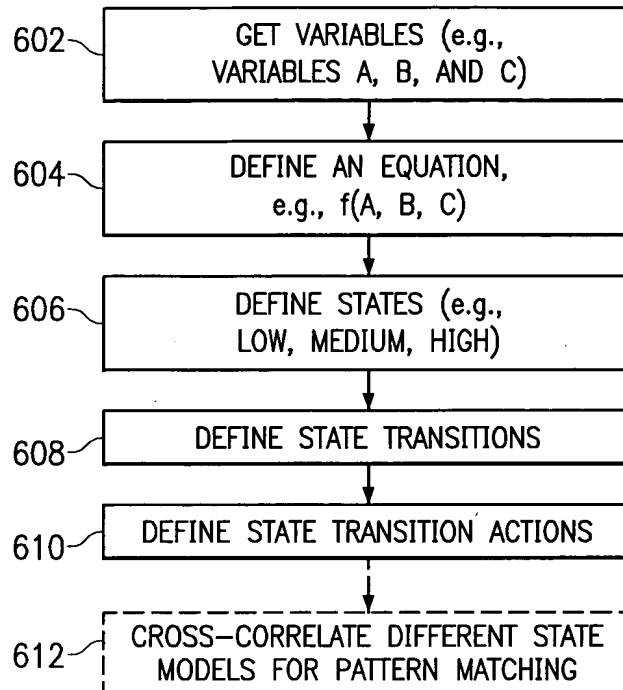 602
GET VARIABLES (e.g.,
VARIABLES A, B, AND C)
604
DEFINE AN EQUATION,
e.g., f(A, B, C)
606
DEFINE STATES (e.g.,
LOW, MEDIUM, HIGH)
608
DEFINE STATE TRANSITIONS
610
DEFINE STATE TRANSITION ACTIONS
612
CROSS-CORRELATE DIFFERENT STATE
MODELS FOR PATTERN MATCHING